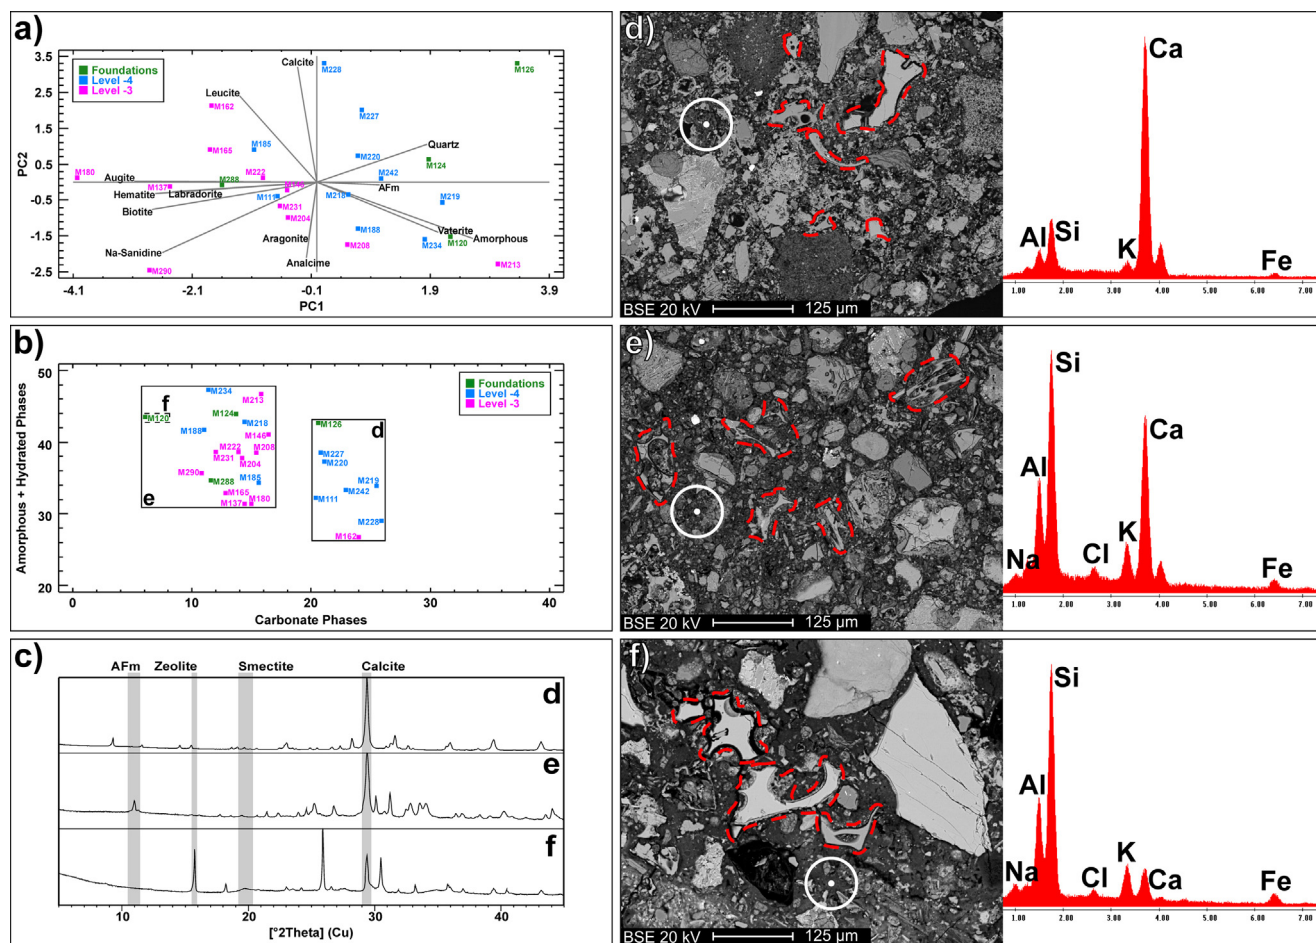 a)
3.5
2.5
1.5
0.5
-0.5
-1.5
-2.5
PC2
Foundations
Level -4
Level -3
Calcite
M228
M126
Leucite
M162
M227
Quartz
M165
M185
M220
M124
M180
Augite
M288
M222
M242
M137
M146
AFm
Hematite
Labradorite
M111
M218
M219
Biotite
M231
M204
M188
Vaterite
Na-Sanidine
Aragonite
M208
M234
M120
Amorphous
M290
Analcime
M213
-4.1
-2.1
-0.1
1.9
3.9
PC1
b)
50
40
30
20
Amorphous + Hydrated Phases
Foundations
Level -4
Level -3
M234
M213
f
M120
M124
M218
M188
M146
M222
M208
M231
M204
M290
M288
M185
M165
M180
M137
e
M126
d
M227
M220
M219
M242
M111
M228
M162
0
10
20
30
40
Carbonate Phases
c)
AFm
Zeolite
Smectite
Calcite
d
e
f
10
20
30
[°2Theta] (Cu)
d)
BSE 20 kV
125 µm
Al
Si
K
Ca
Fe
1.00
2.00
3.00
4.00
5.00
6.00
7.00
e)
BSE 20 kV
125 µm
Na
Al
Si
Cl
K
Ca
Fe
1.00
2.00
3.00
4.00
5.00
6.00
7.00
f)
BSE 20 kV
125 µm
Na
Al
Si
Cl
K
Ca
Fe
1.00
2.00
3.00
4.00
5.00
6.00
7.00